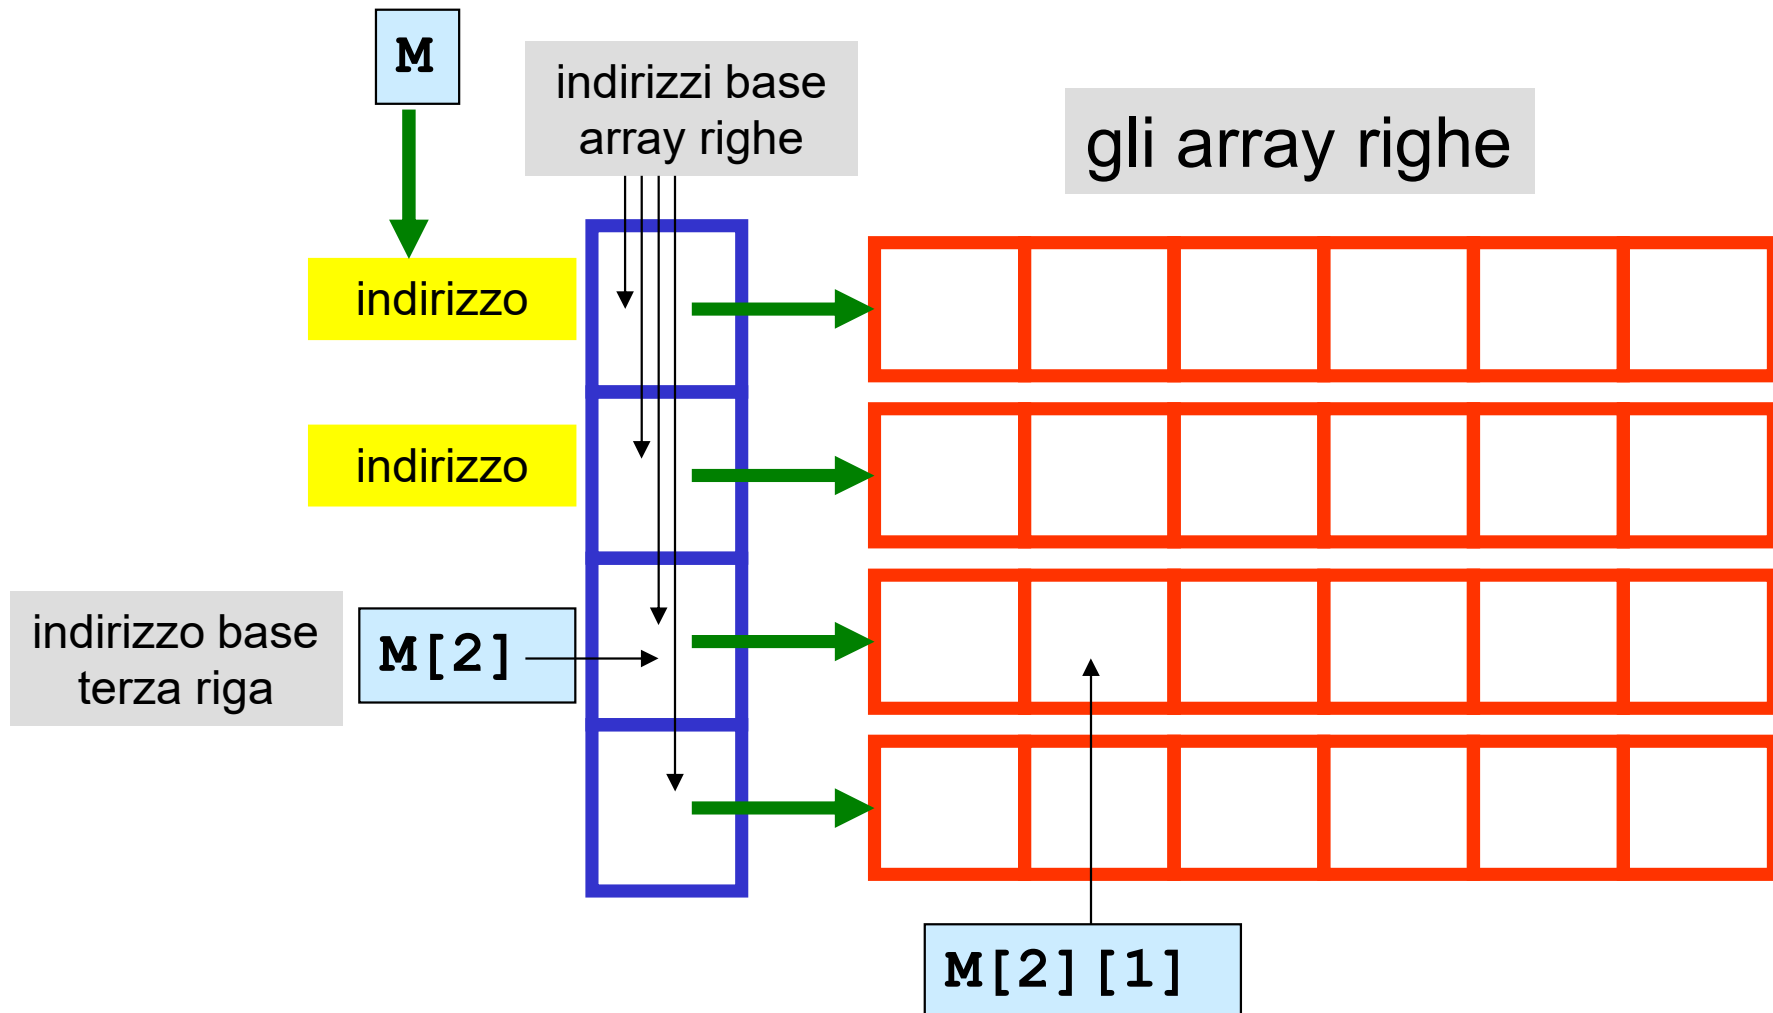 M
indirizzi base
array righe
gli array righe
indirizzo
indirizzo
indirizzo base
terza riga
M[2]
M[2][1]